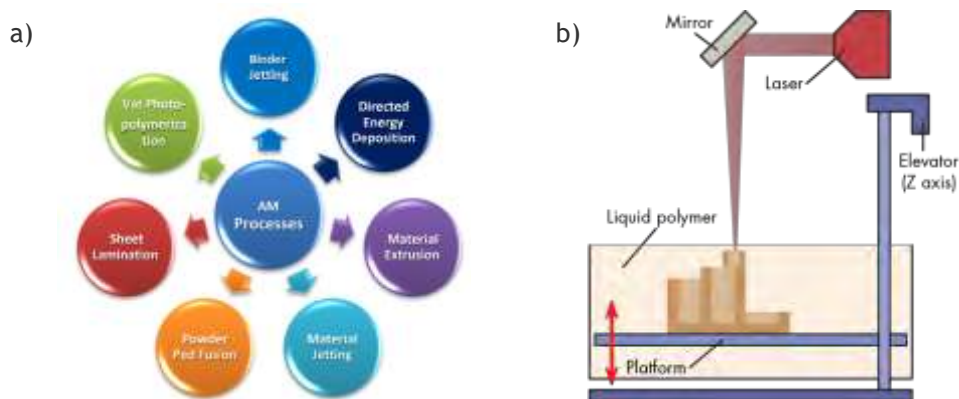 a)
Binder
Jetting
Directed
Energy
Deposition
Material
Extrusion
Material
Jetting
Powder
Ped Fusion
Sheet
Lamination
Vat Photo-
polymeriza
tion
AM
Processes
b)
Mirror
Laser
Elevator
(Z axis)
Liquid polymer
Platform